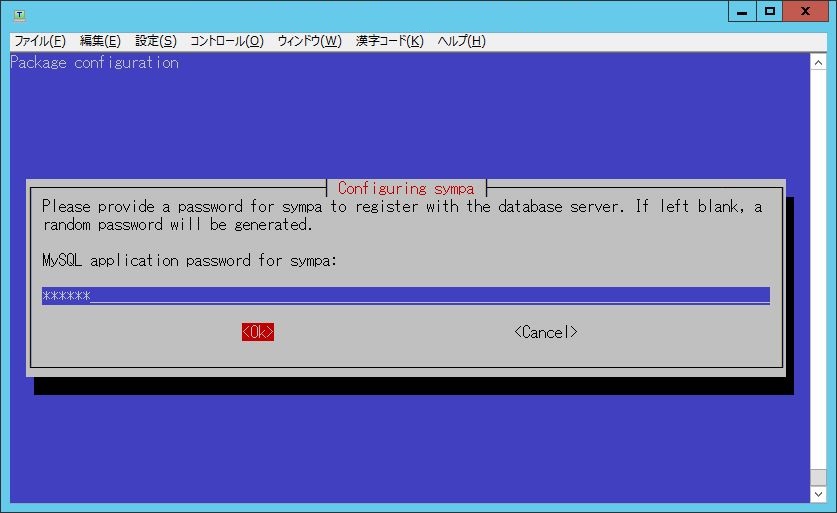 ファイル(F) 編集(E) 設定(S) コントロール(O) ウィンドウ(W) 漢字コード(K) ヘルプ(H)
Package configuration
Configuring sympa
Please provide a password for sympa to register with the database server. If left blank, a
random password will be generated.
MySQL application password for sympa:
******
<Ok> <Cancel>